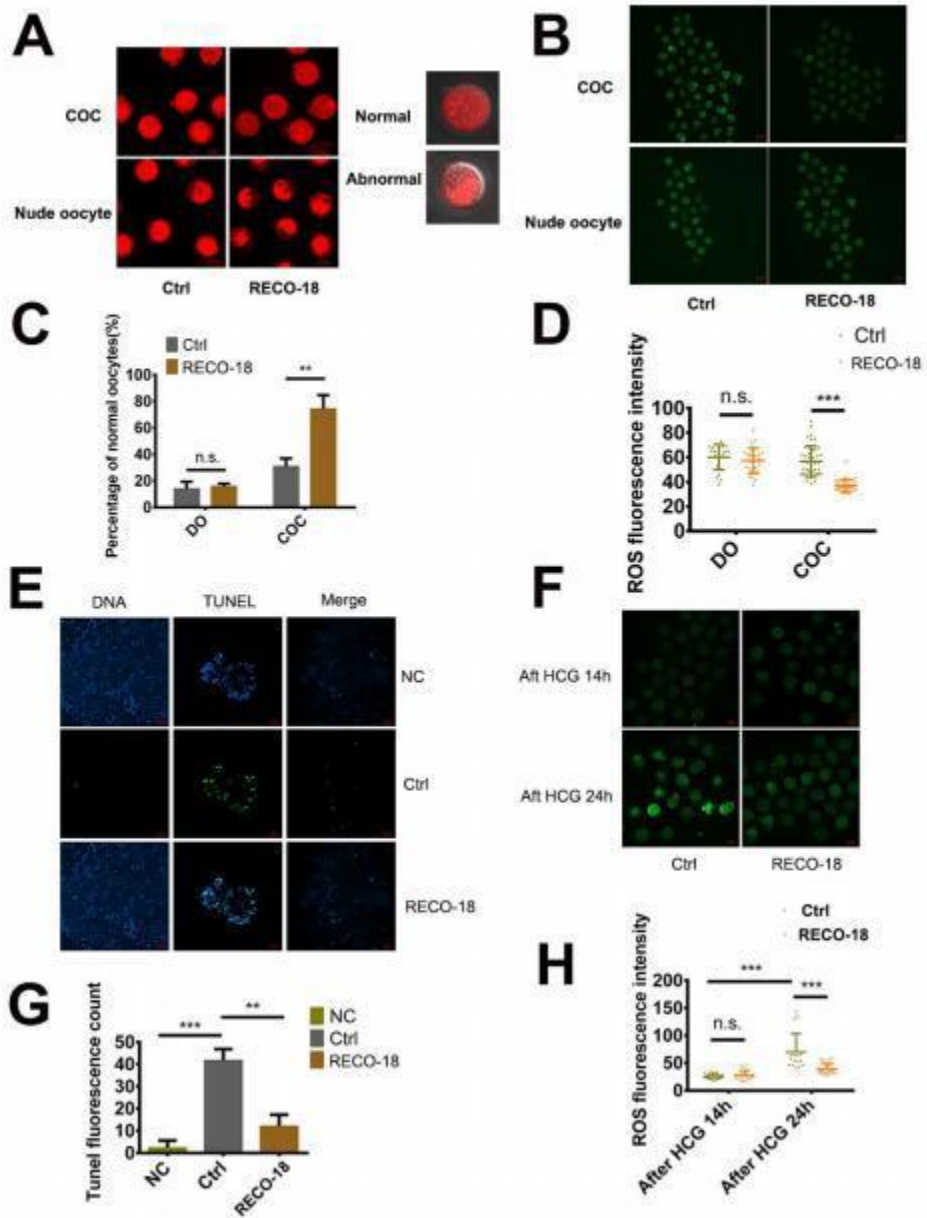 A
COC
Nude oocyte
Ctrl
RECO-18
Normal
Abnormal
B
COC
Nude oocyte
Ctrl
RECO-18
C
Ctrl
RECO-18
Percentage of normal oocytes(%)
100
80
60
40
20
0
n.s.
**
DO
COC
D
Ctrl
RECO-18
ROS fluorescence intensity
100
80
60
40
20
0
n.s.
***
DO
COC
E
DNA
TUNEL
Merge
NC
Ctrl
RECO-18
F
Aft HCG 14h
Aft HCG 24h
Ctrl
RECO-18
G
Tunel fluorescence count
50
40
30
20
10
0
***
**
NC
Ctrl
RECO-18
NC
Ctrl
RECO-18
H
Ctrl
RECO-18
ROS fluorescence intensity
200
150
100
50
0
n.s.
***
***
After HCG 14h
After HCG 24h